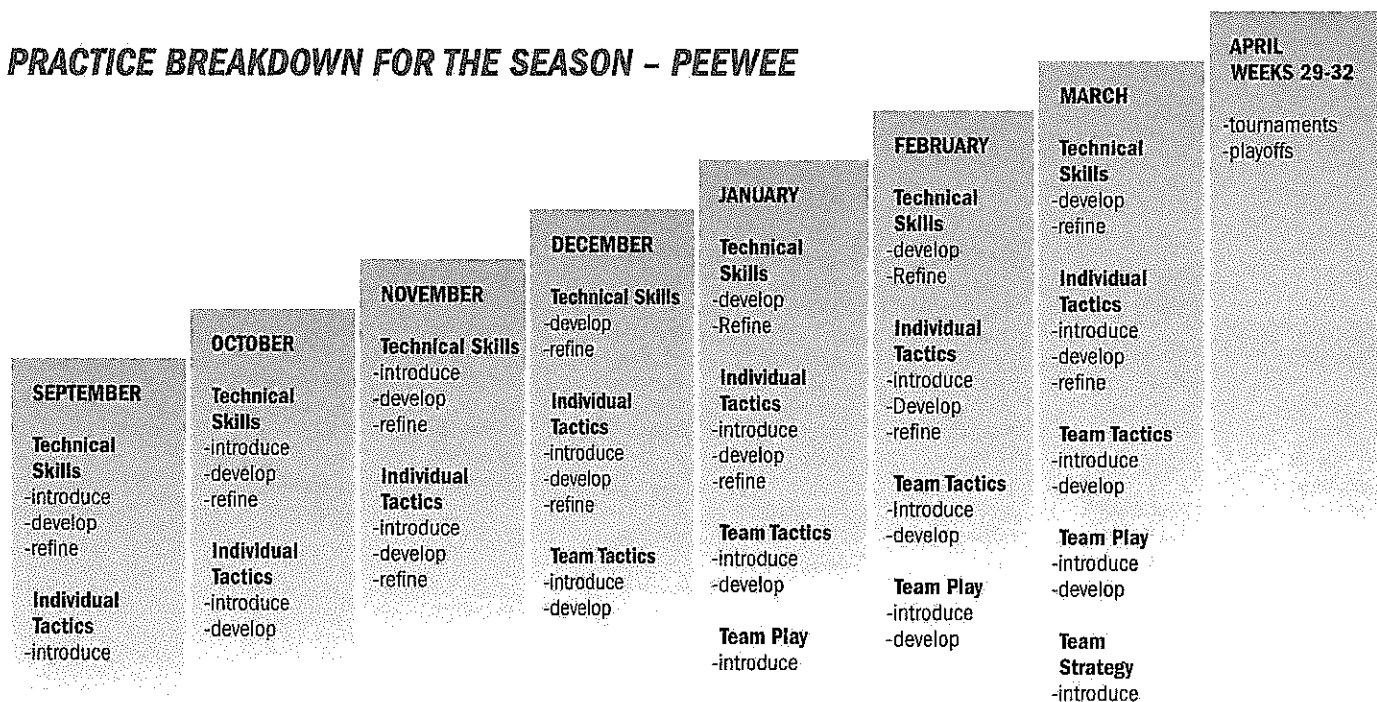 PRACTICE BREAKDOWN FOR THE SEASON – PEEWEE
SEPTEMBER
Technical
Skills
-introduce
-develop
-refine
Individual
Tactics
-introduce
OCTOBER
Technical
Skills
-introduce
-develop
-refine
Individual
Tactics
-introduce
-develop
NOVEMBER
Technical Skills
-introduce
-develop
-refine
Individual
Tactics
-introduce
-develop
-refine
DECEMBER
Technical Skills
-develop
-refine
Individual
Tactics
-introduce
-develop
-refine
Team Tactics
-introduce
-develop
JANUARY
Technical
Skills
-develop
-Refine
Individual
Tactics
-introduce
-develop
-refine
Team Tactics
-introduce
-develop
Team Play
-introduce
FEBRUARY
Technical
Skills
-develop
-Refine
Individual
Tactics
-introduce
-Develop
-refine
Team Tactics
-Introduce
-develop
Team Play
-introduce
-develop
MARCH
Technical
Skills
-develop
-refine
Individual
Tactics
-introduce
-develop
-refine
Team Tactics
-introduce
-develop
Team Play
-introduce
-develop
Team
Strategy
-introduce
APRIL
WEEKS 29-32
-tournaments
-playoffs